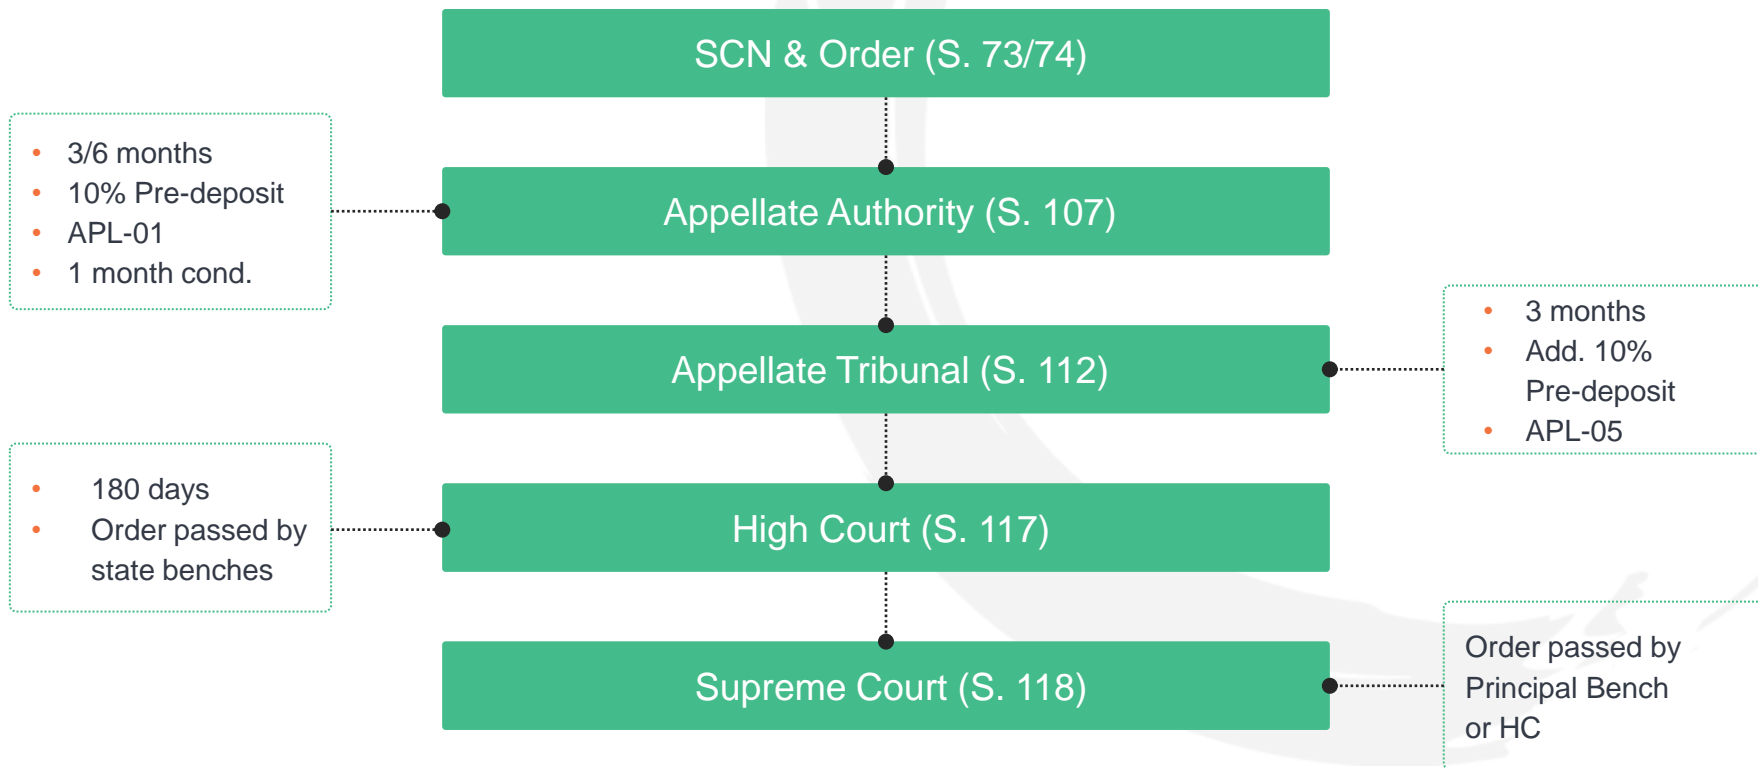 SCN & Order (S. 73/74)
• 3/6 months
• 10% Pre-deposit
• APL-01
• 1 month cond.
Appellate Authority (S. 107)
Appellate Tribunal (S. 112)
• 3 months
• Add. 10%
Pre-deposit
• APL-05
• 180 days
• Order passed by
state benches
High Court (S. 117)
Supreme Court (S. 118)
Order passed by
Principal Bench
or HC